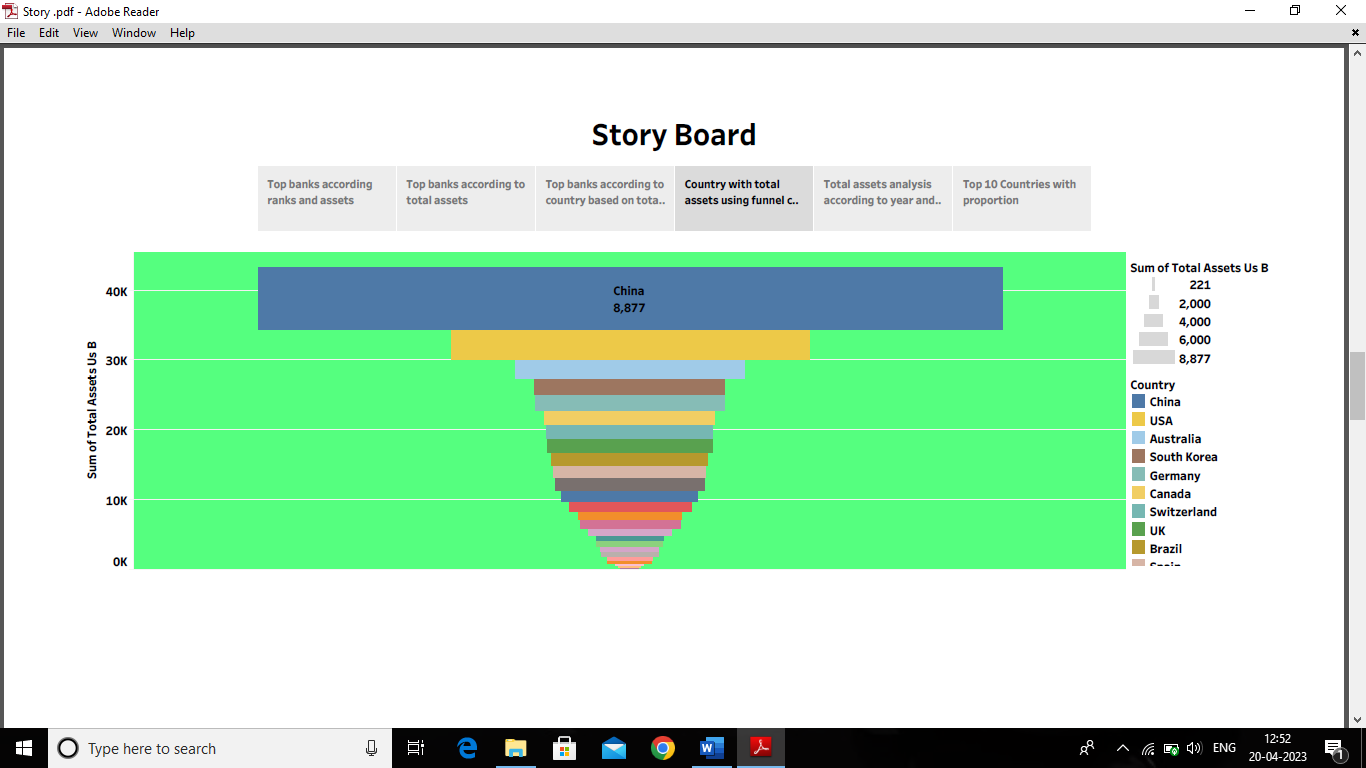 Story .pdf - Adobe Reader
File Edit View Window Help
Story Board
Top banks according
ranks and assets
Top banks according to
total assets
Top banks according to
country based on tota..
Country with total
assets using funnel c..
Total assets analysis
according to year and..
Top 10 Countries with
proportion
Sum of Total Assets Us B
40K
30K
20K
10K
0K
China
8,877
Sum of Total Assets Us B
221
2,000
4,000
6,000
8,877
Country
China
USA
Australia
South Korea
Germany
Canada
Switzerland
UK
Brazil
Spain
Type here to search
ENG
12:52
20-04-2023
1